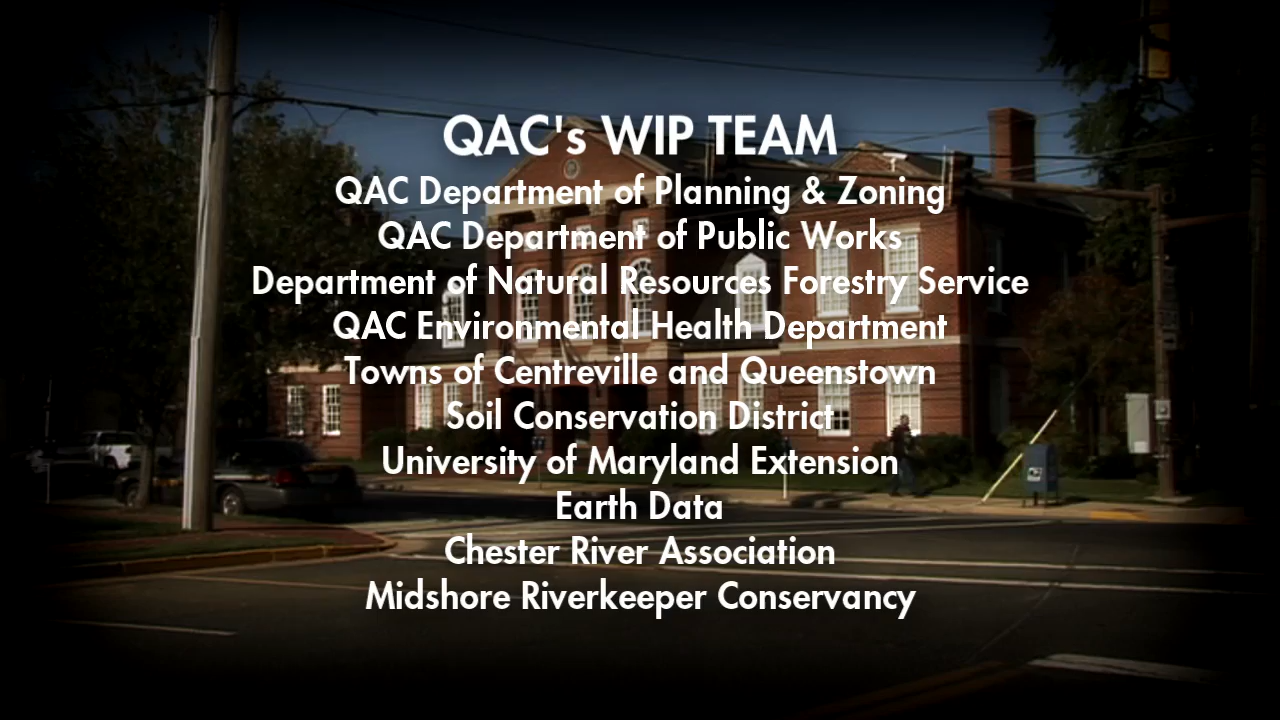 QAC's WIP TEAM
QAC Department of Planning & Zoning
QAC Department of Public Works
Department of Natural Resources Forestry Service
QAC Environmental Health Department
Towns of Centreville and Queenstown
Soil Conservation District
University of Maryland Extension
Earth Data
Chester River Association
Midshore Riverkeeper Conservancy